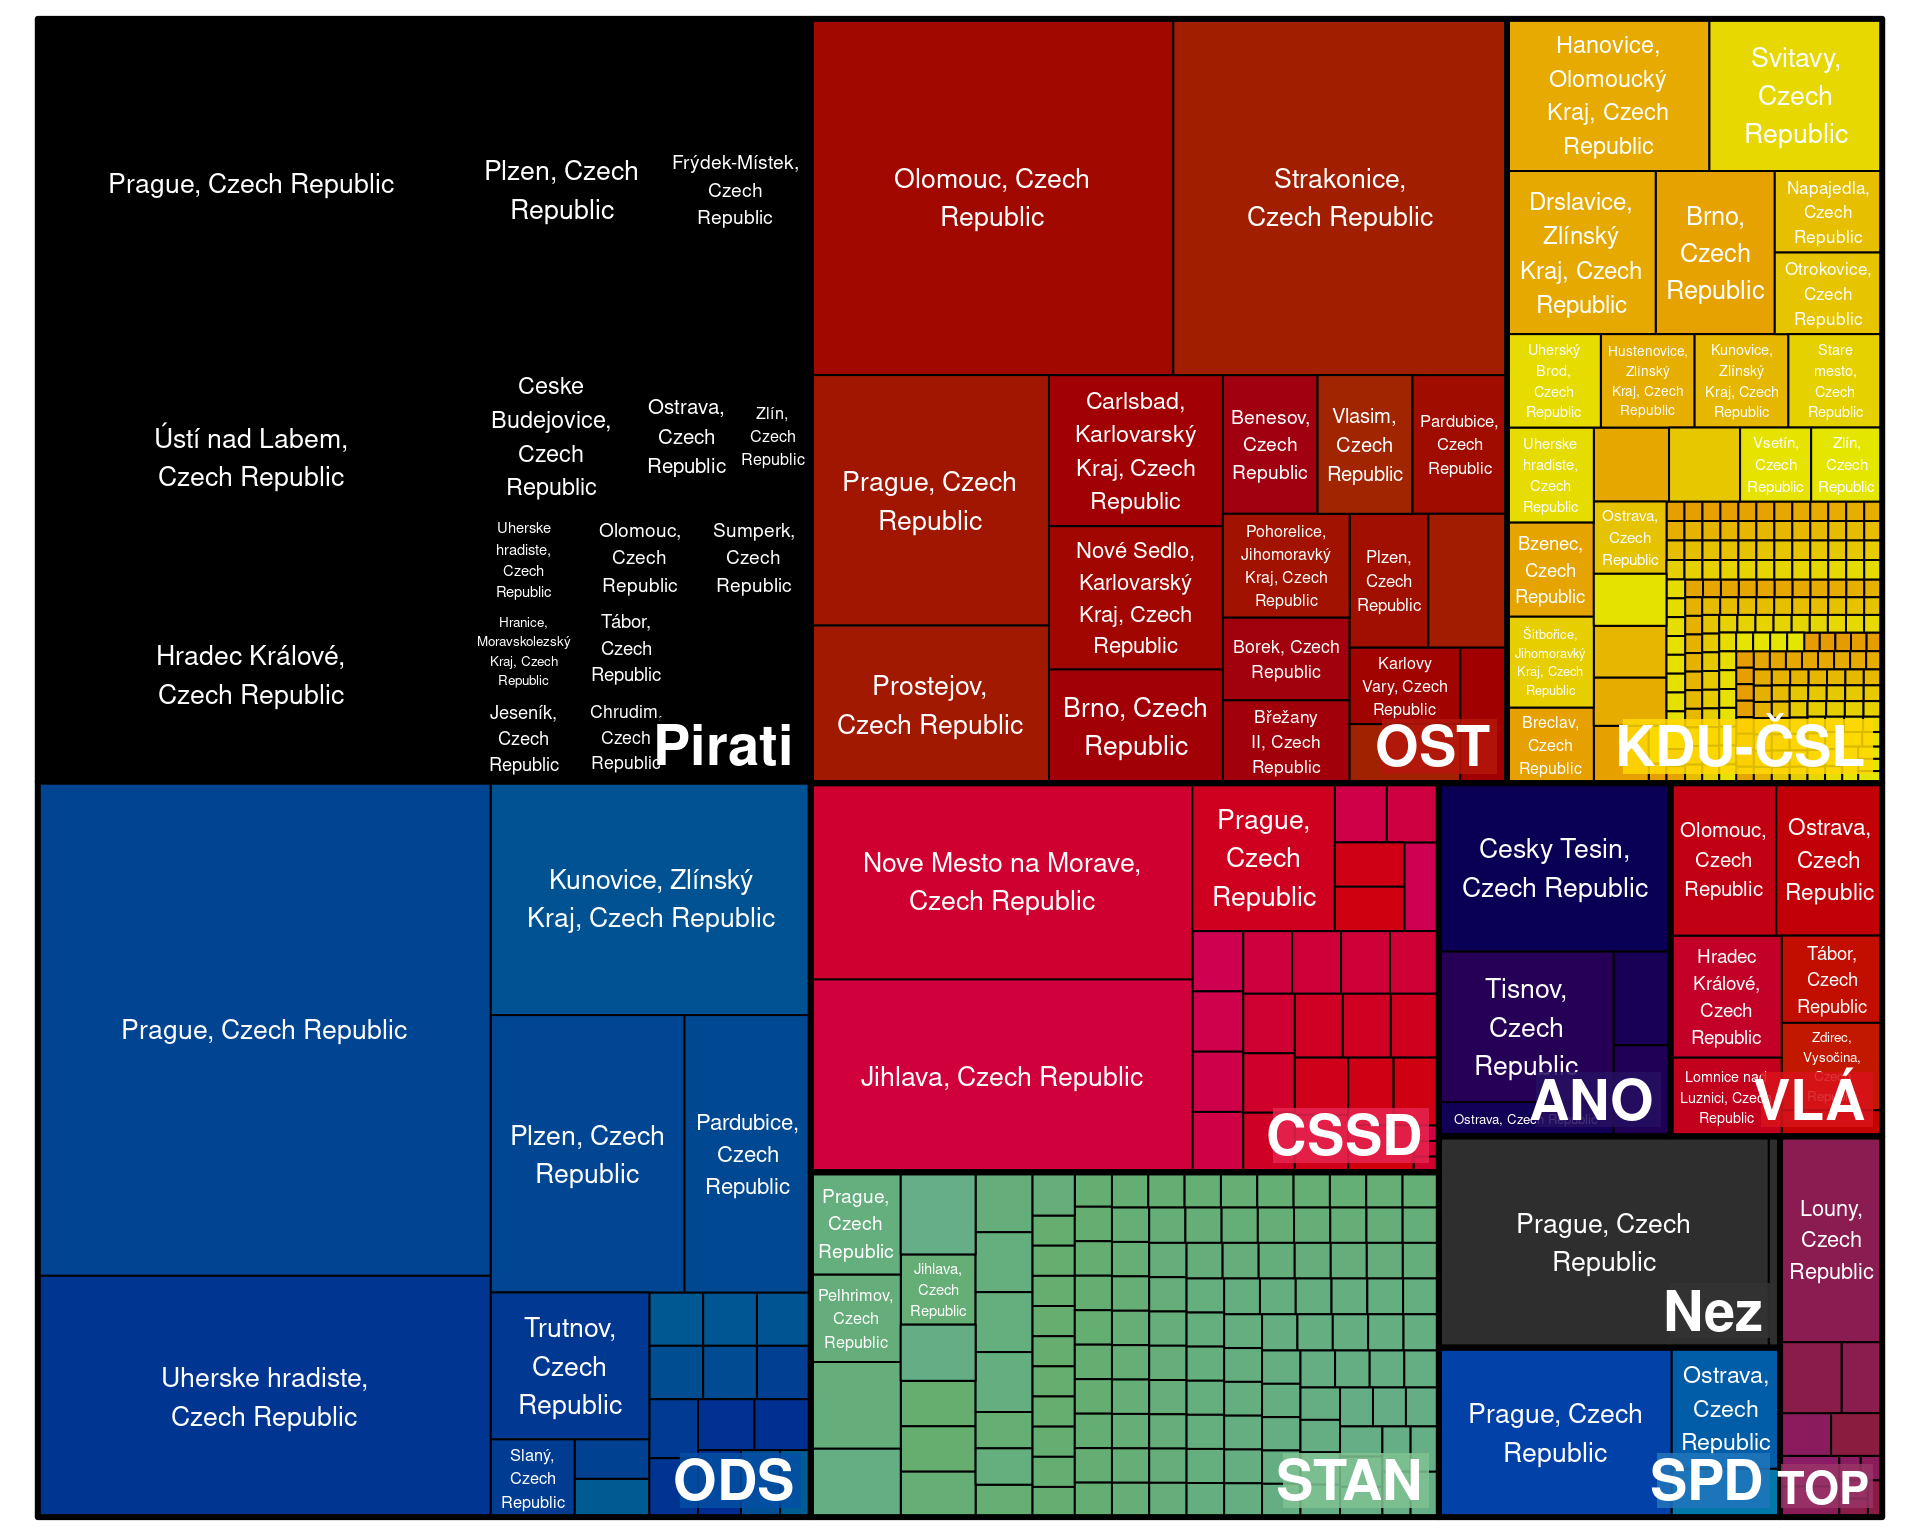 Prague, Czech Republic
Plzen, Czech
Republic
Frýdek-Místek,
Czech
Republic
Ústí nad Labem,
Czech Republic
Ceske
Budejovice,
Czech
Republic
Ostrava,
Czech
Republic
Zlín,
Czech
Republic
Hradec Králové,
Czech Republic
Uherske
hradiste,
Czech
Republic
Olomouc,
Czech
Republic
Sumperk,
Czech
Republic
Hranice,
Moravskolezský
Kraj, Czech
Republic
Tábor,
Czech
Republic
Jeseník,
Czech
Republic
Chrudim,
Czech
Republic
Pirati
Olomouc, Czech
Republic
Strakonice,
Czech Republic
Prague, Czech
Republic
Prostejov,
Czech Republic
Carlsbad,
Karlovarský
Kraj, Czech
Republic
Nové Sedlo,
Karlovarský
Kraj, Czech
Republic
Brno, Czech
Republic
Benesov,
Czech
Republic
Vlasim,
Czech
Republic
Pardubice,
Czech
Republic
Pohorelice,
Jihomoravký
Kraj, Czech
Republic
Plzen,
Czech
Republic
Borek, Czech
Republic
Břežany
II, Czech
Republic
Karlovy
Vary, Czech
Republic
OST
Hanovice,
Olomoucký
Kraj, Czech
Republic
Svitavy,
Czech
Republic
Drslavice,
Zlínský
Kraj, Czech
Republic
Brno,
Czech
Republic
Napajedla,
Czech
Republic
Otrokovice,
Czech
Republic
Uherský
Brod,
Czech
Republic
Hustenovice,
Zlínský
Kraj, Czech
Republic
Kunovice,
Zlínský
Kraj, Czech
Republic
Stare
mesto,
Czech
Republic
Uherske
hradiste,
Czech
Republic
Vsetín,
Czech
Republic
Zlín,
Czech
Republic
Ostrava,
Czech
Republic
Bzenec,
Czech
Republic
Šitbořice,
Jihomoravký
Kraj, Czech
Republic
Breclav,
Czech
Republic
KDU-ČSL
Prague, Czech Republic
Uherske hradiste,
Czech Republic
Kunovice, Zlínský
Kraj, Czech Republic
Plzen, Czech
Republic
Pardubice,
Czech
Republic
Trutnov,
Czech
Republic
Slaný,
Czech
Republic
ODS
Nove Mesto na Morave,
Czech Republic
Jihlava, Czech Republic
Prague,
Czech
Republic
CSSD
Prague,
Czech
Republic
Pelhrimov,
Czech
Republic
Jihlava,
Czech
Republic
STAN
Cesky Tesin,
Czech Republic
Tisnov,
Czech
Republic
Ostrava, Czech Republic
ANO
Olomouc,
Czech
Republic
Ostrava,
Czech
Republic
Hradec
Králové,
Czech
Republic
Tábor,
Czech
Republic
Zdirec,
Vysočina,
Czech
Republic
Lomnice nad
Luznici, Czech
Republic
VLÁ
Prague, Czech
Republic
Nez
Prague, Czech
Republic
Ostrava,
Czech
Republic
SPD
Louny,
Czech
Republic
TOP